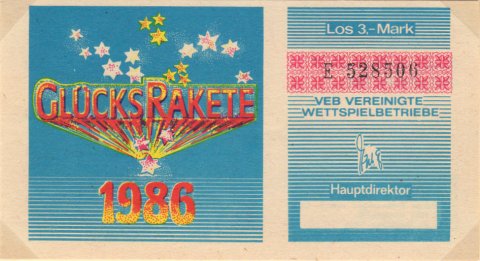 GLÜCKSRAKETE
1986
Los 3,-Mark
E 528506
VEB VEREINIGTE
WETTSPIELBETRIEBE
Hauptdirektor